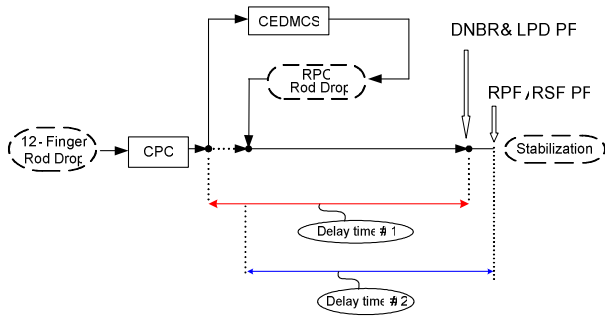 CEDMCS
DNBR& LPD PF
RPC
Rod Drop
RPF /RSF PF
12- Finger
Rod Drop
CPC
Stabilization
Delay time # 1
Delay time # 2